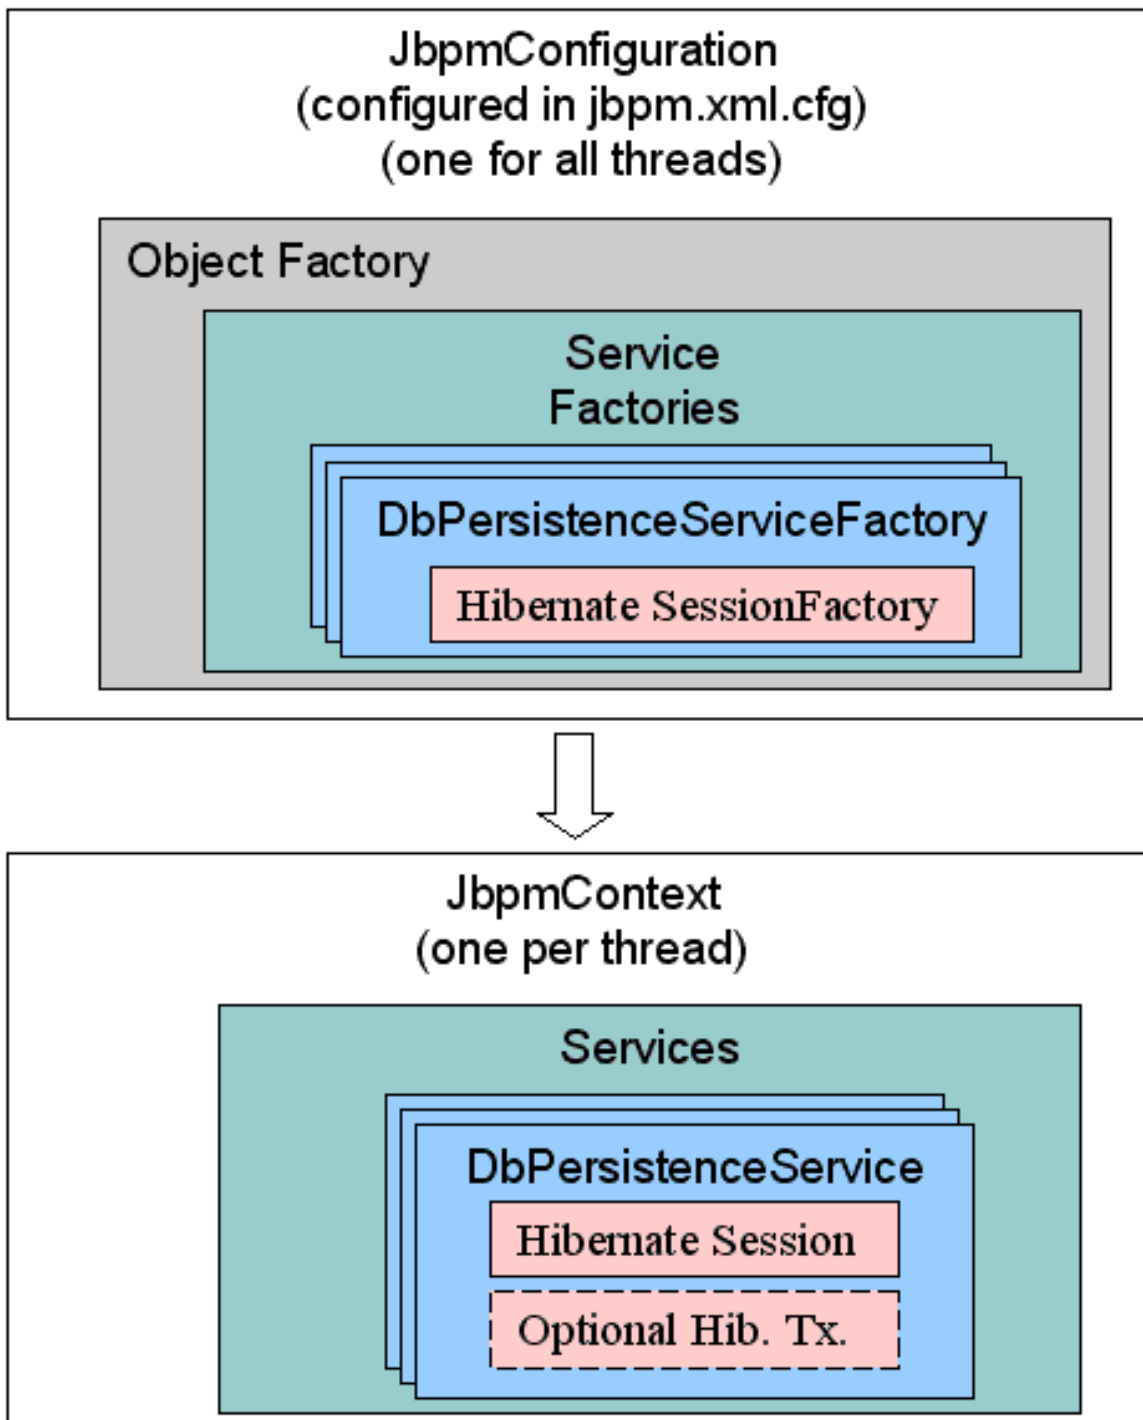 JbpmConfiguration
(configured in jbpm.xml.cfg)
(one for all threads)
Object Factory
Service
Factories
DbPersistenceServiceFactory
Hibernate SessionFactory
JbpmContext
(one per thread)
Services
DbPersistenceService
Hibernate Session
Optional Hib. Tx.